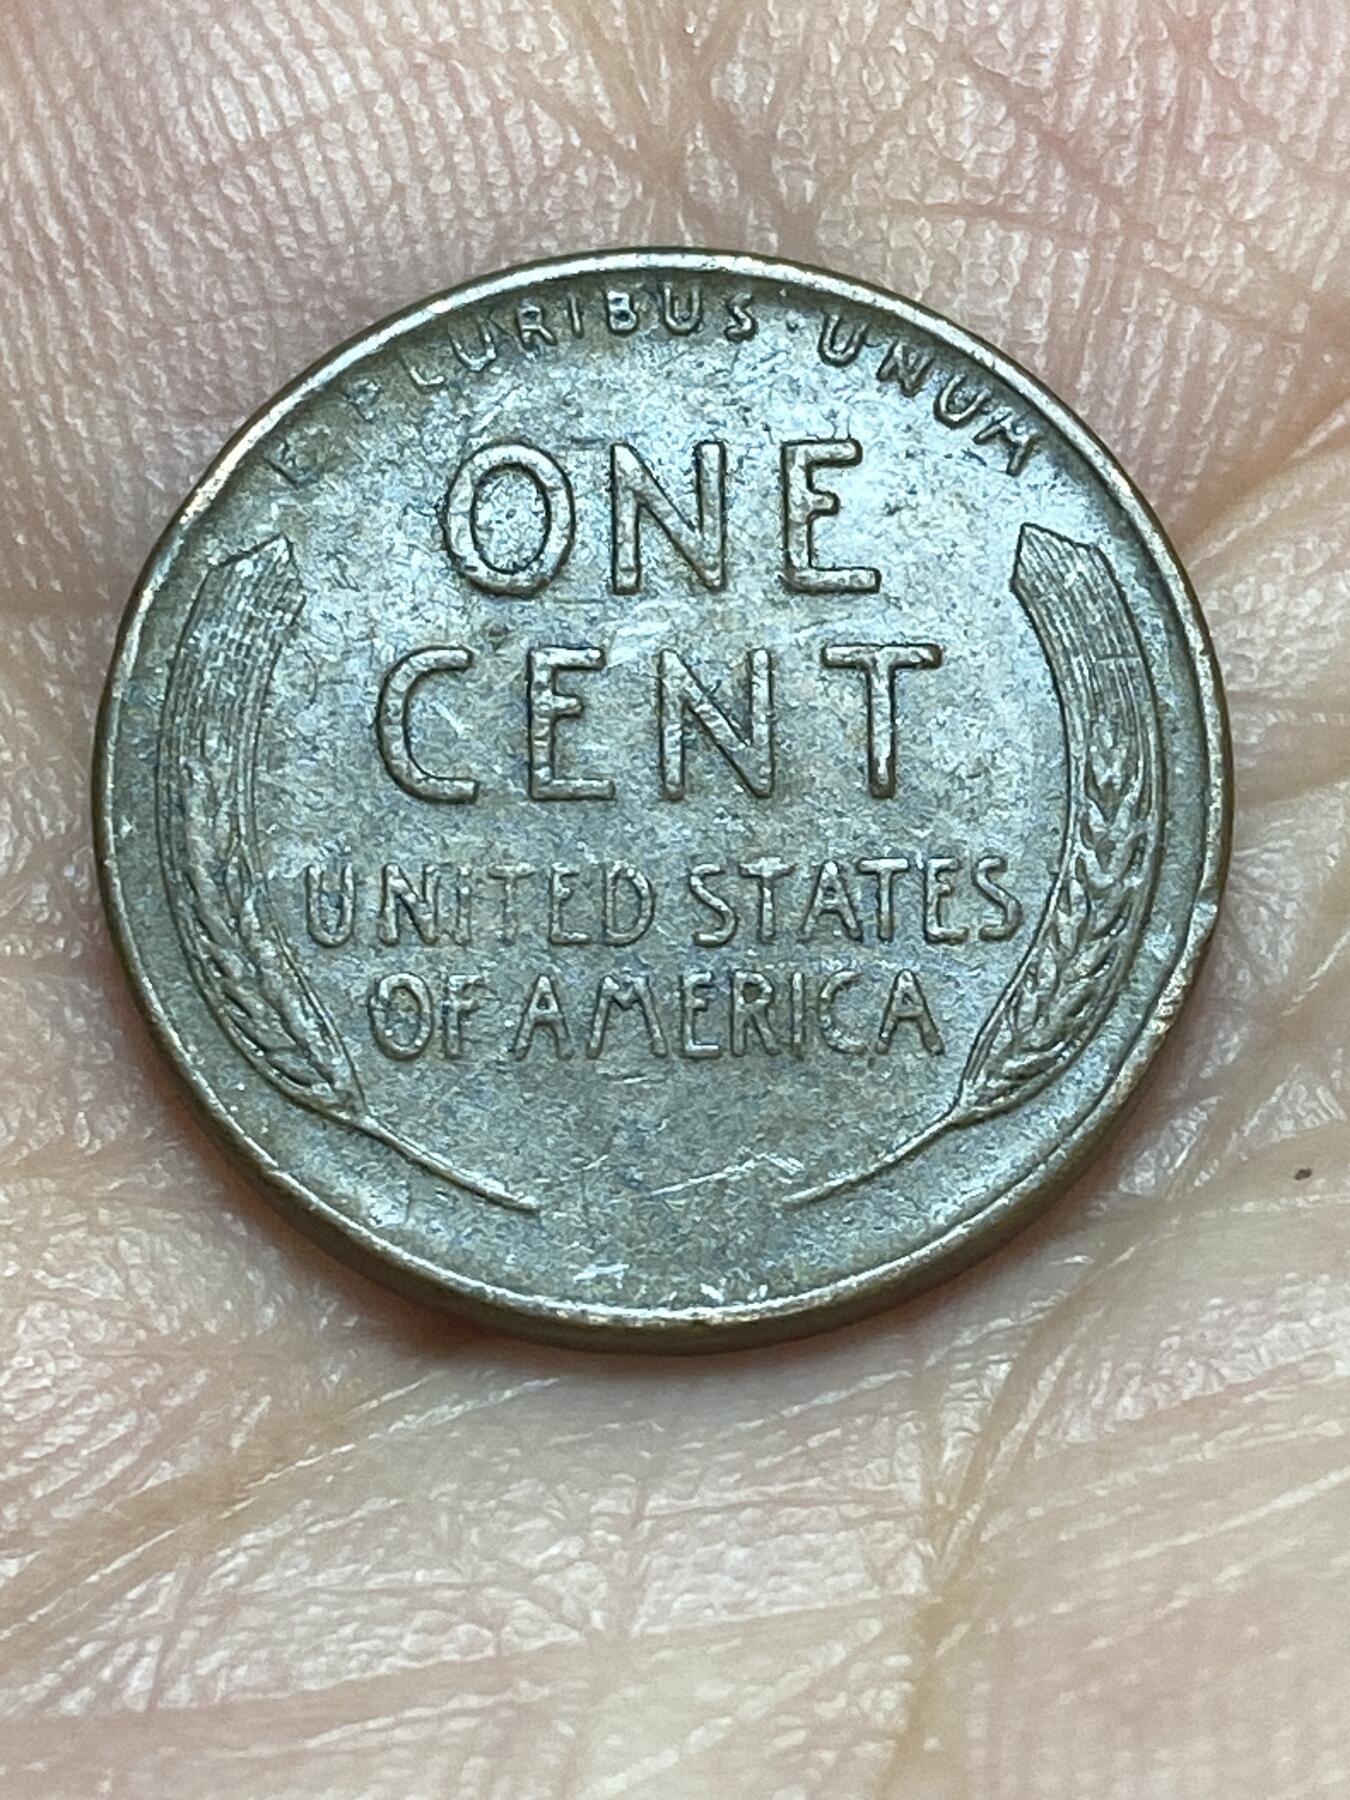 E PLURIBUS · UNUM
ONE
CENT
UNITED STATES
OF AMERICA